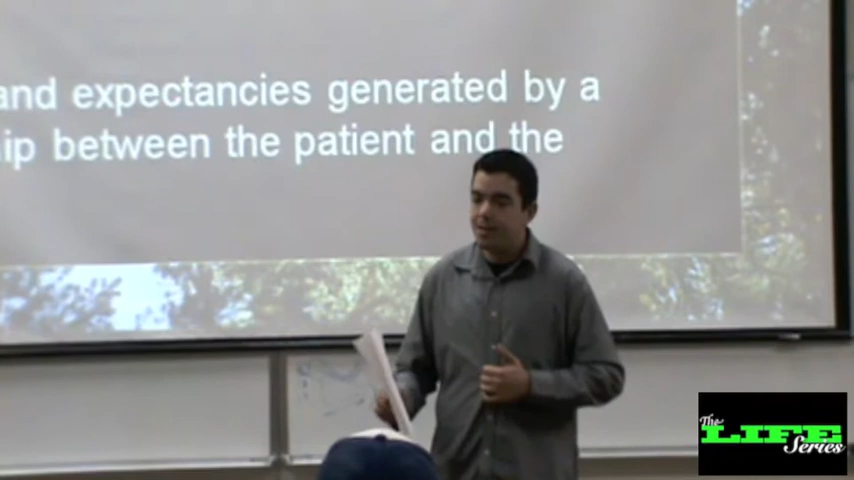 and expectancies generated by a
ip between the patient and the
The
LIFE
Series